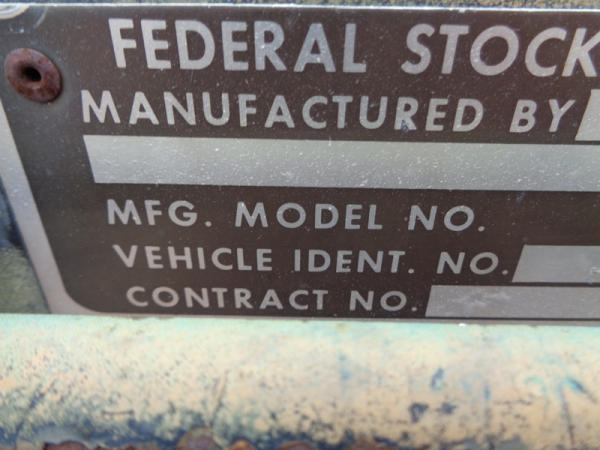 FEDERAL STOCK
MANUFACTURED BY
MFG. MODEL NO.
VEHICLE IDENT. NO.
CONTRACT NO.